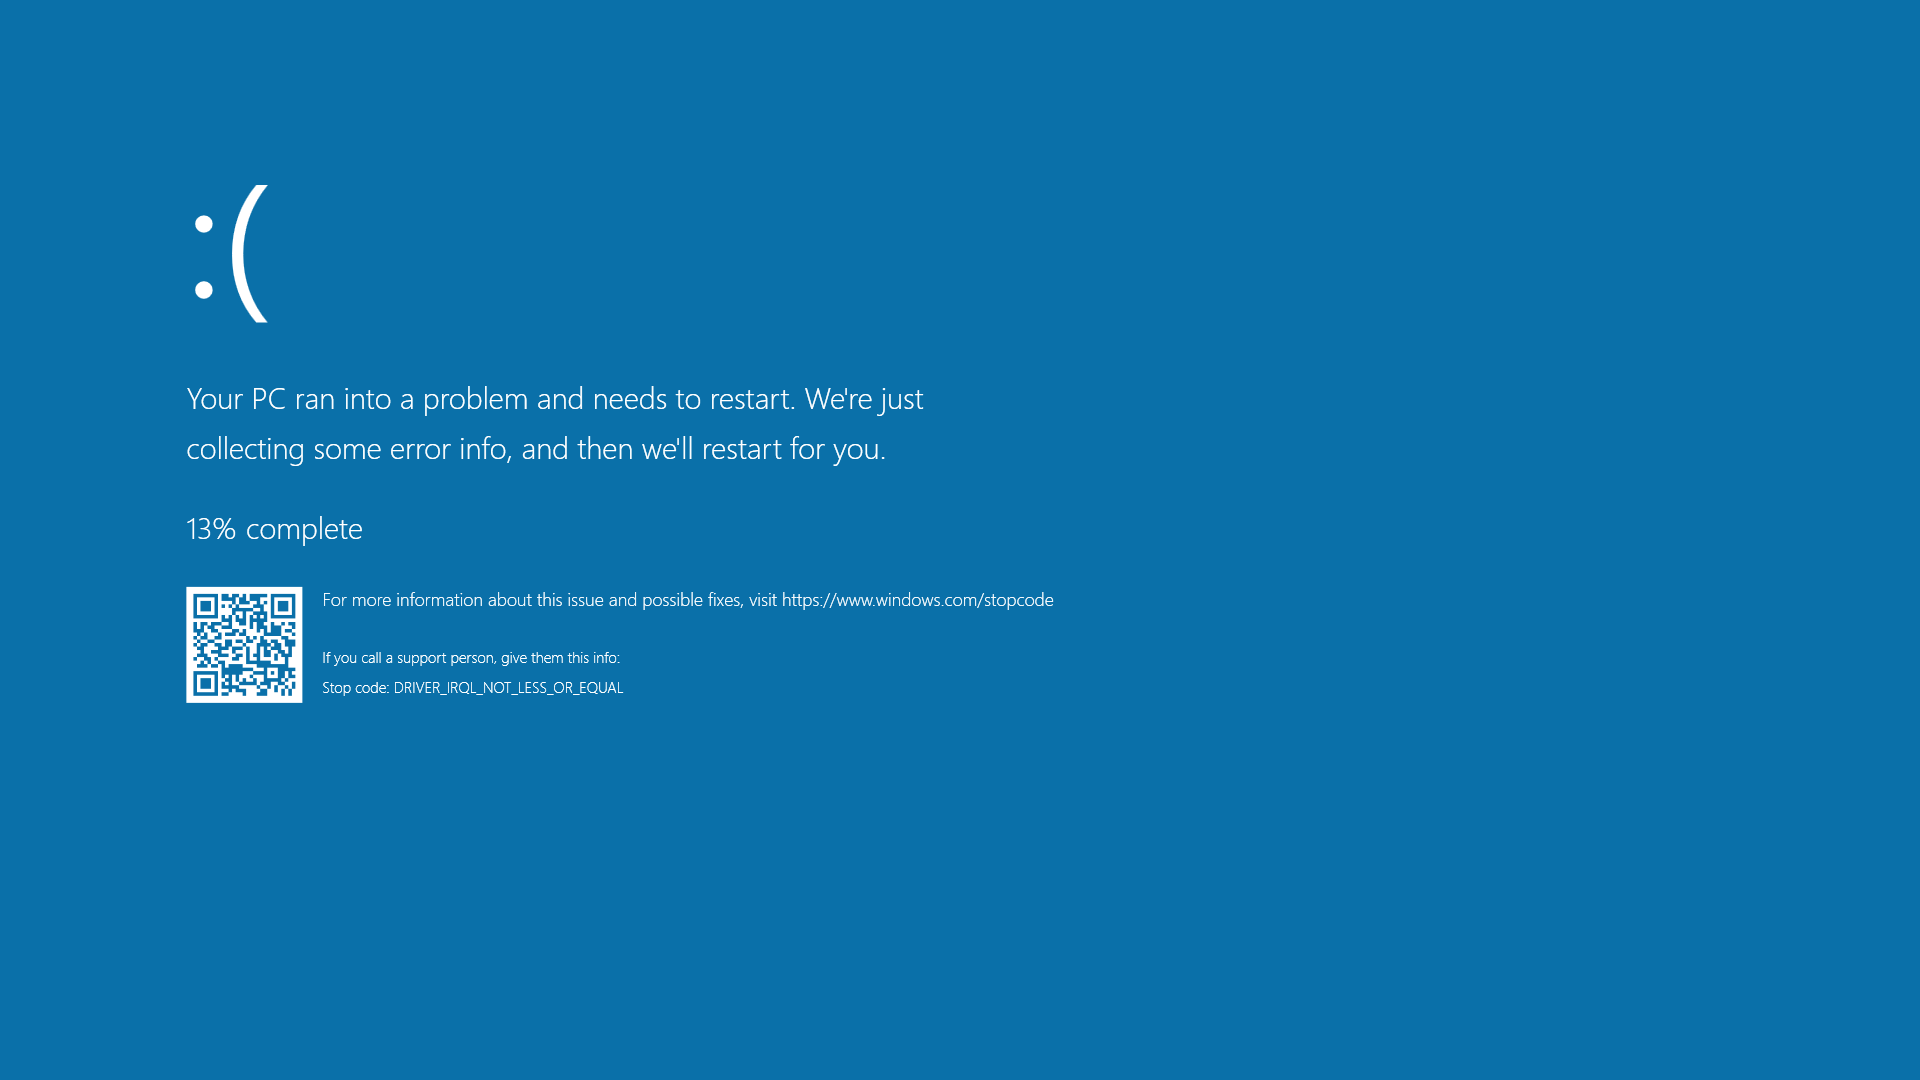 :(
Your PC ran into a problem and needs to restart. We're just
collecting some error info, and then we'll restart for you.
13% complete
For more information about this issue and possible fixes, visit https://www.windows.com/stopcode
If you call a support person, give them this info:
Stop code: DRIVER_IRQL_NOT_LESS_OR_EQUAL